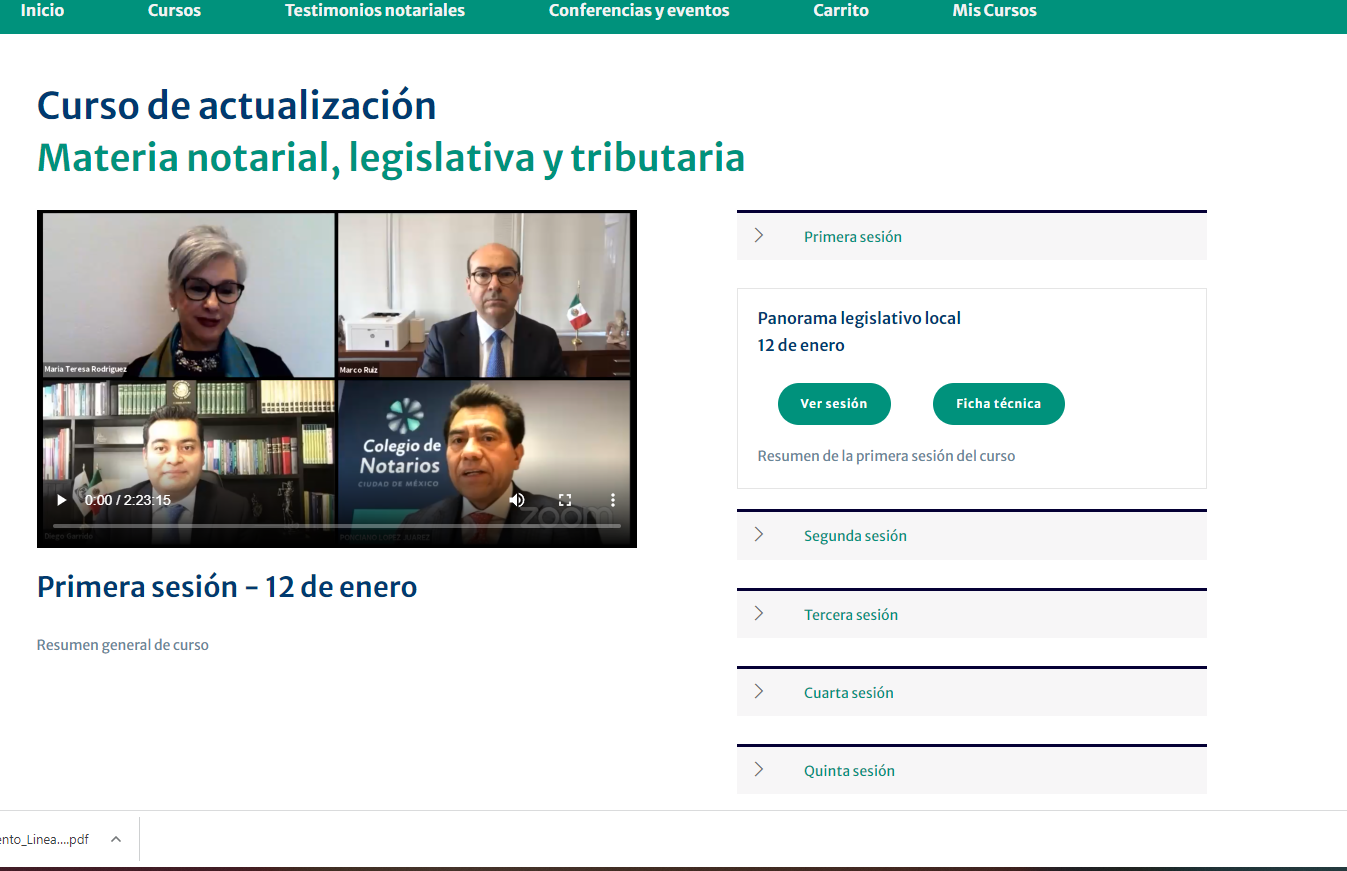 Inicio Cursos Testimonios notariales Conferencias y eventos Carrito Mis Cursos
Curso de actualización
Materia notarial, legislativa y tributaria
Maria Teresa Rodríguez
Marco Ruiz
Colegio de
Notarios
CIUDAD DE MÉXICO
0:00 / 2:23:15
zoom
Diego Garrido
PONCIANO LÓPEZ JUÁREZ
Primera sesión - 12 de enero
Resumen general de curso
Primera sesión
Panorama legislativo local
12 de enero
Ver sesión Ficha técnica
Resumen de la primera sesión del curso
Segunda sesión
Tercera sesión
Cuarta sesión
Quinta sesión
ento_Linea....pdf